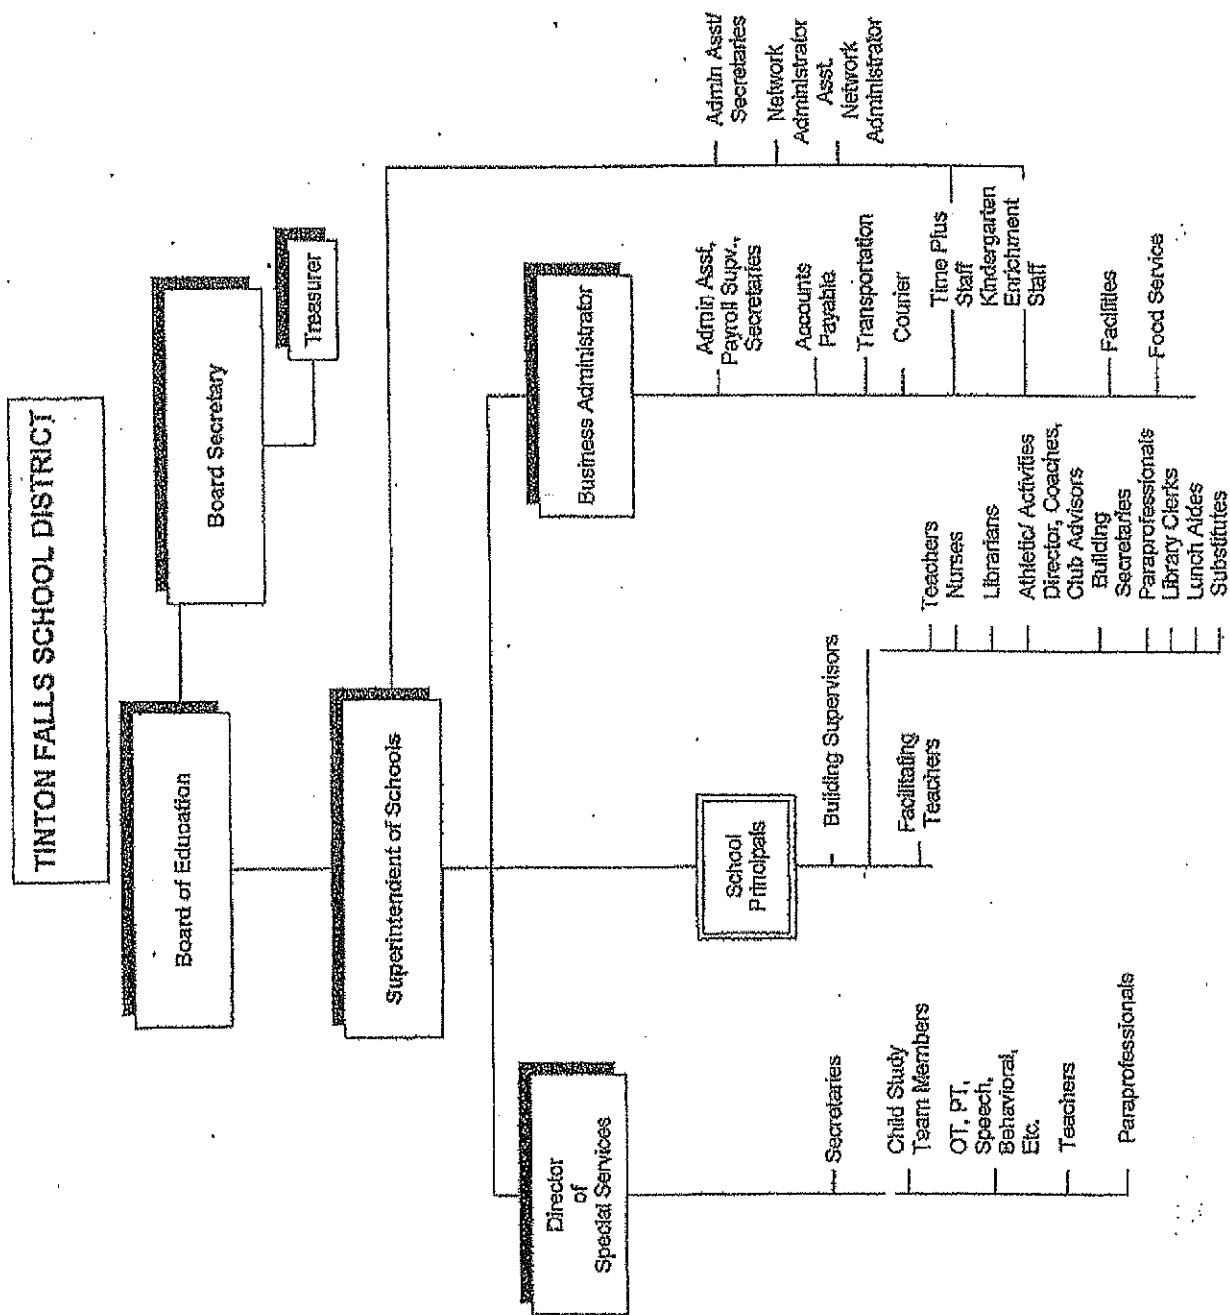 TINTON FALLS SCHOOL DISTRICT
Board of Education
Board Secretary
Treasurer
Superintendent of Schools
Director
of
Special Services
School
Principals
Business Administrator
Secretaries
Child Study
Team Members
OT, PT,
Speech,
Behavioral,
Etc.
Teachers
Paraprofessionals
Building Supervisors
Facilitating
Teachers
Teachers
Nurses
Librarians
Athletic/ Activities
Director, Coaches,
Club Advisors
Building
Secretaries
Paraprofessionals
Library Clerks
Lunch Aides
Substitutes
Admin Asst,
Payroll Supv.,
Secretaries
Accounts
Payable
Transportation
Courier
Time Plus
Staff
Kindergarten
Enrichment
Staff
Facilities
Food Service
Admin Asst/
Secretaries
Network
Administrator
Asst.
Network
Administrator